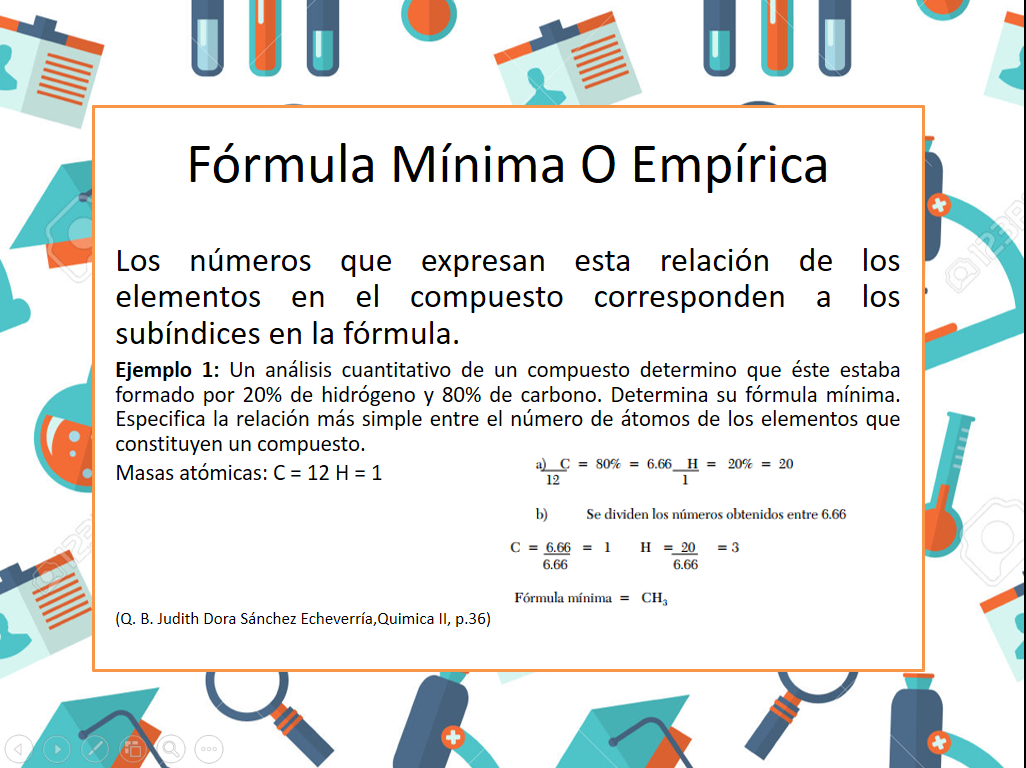 Fórmula Mínima O Empírica
Los números que expresan esta relación de los
elementos en el compuesto corresponden a los
subíndices en la fórmula.
Ejemplo 1: Un análisis cuantitativo de un compuesto determino que éste estaba
formado por 20% de hidrógeno y 80% de carbono. Determina su fórmula mínima.
Especifica la relación más simple entre el número de átomos de los elementos que
constituyen un compuesto.
Masas atómicas: C = 12 H = 1
a) C = 80% = 6.66 H = 20% = 20
12 1
b) Se dividen los números obtenidos entre 6.66
C = 6.66 = 1 H = 20 = 3
6.66 6.66
Fórmula mínima = CH₃
(Q. B. Judith Dora Sánchez Echeverría,Quimica II, p.36)